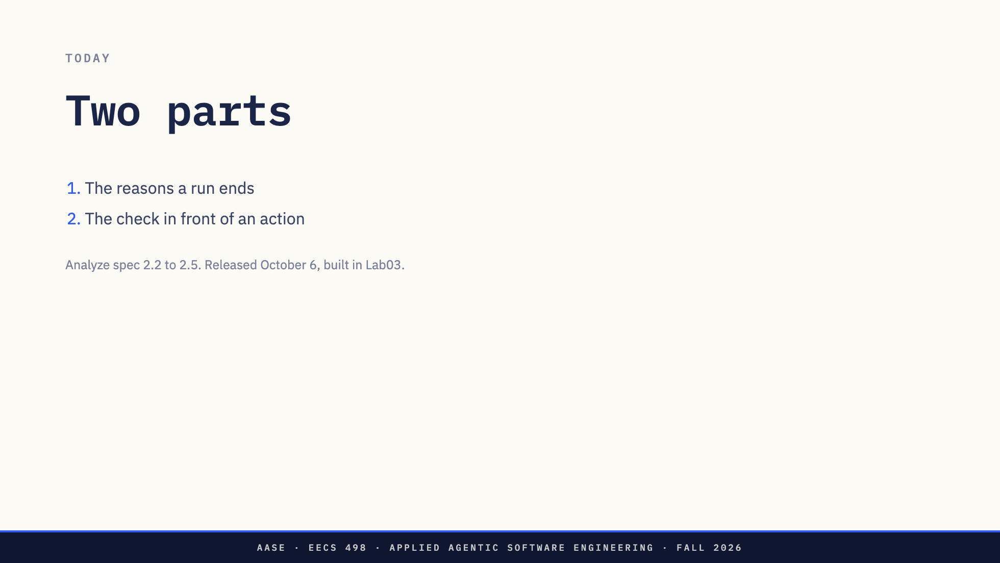 TODAY
Two parts
1. The reasons a run ends
2. The check in front of an action
Analyze spec 2.2 to 2.5. Released October 6, built in Lab03.
AASE · EECS 498 · APPLIED AGENTIC SOFTWARE ENGINEERING · FALL 2026